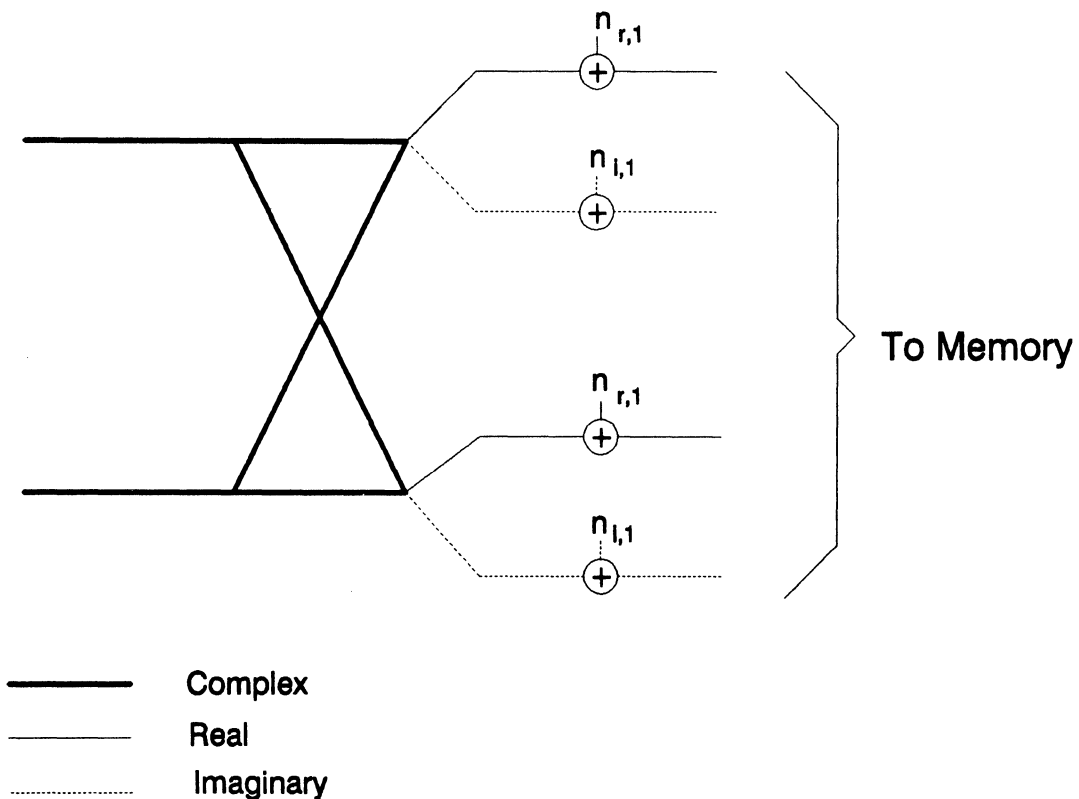 n r,1
+
n i,1
+
To Memory
n r,1
+
n i,1
+
Complex
Real
Imaginary